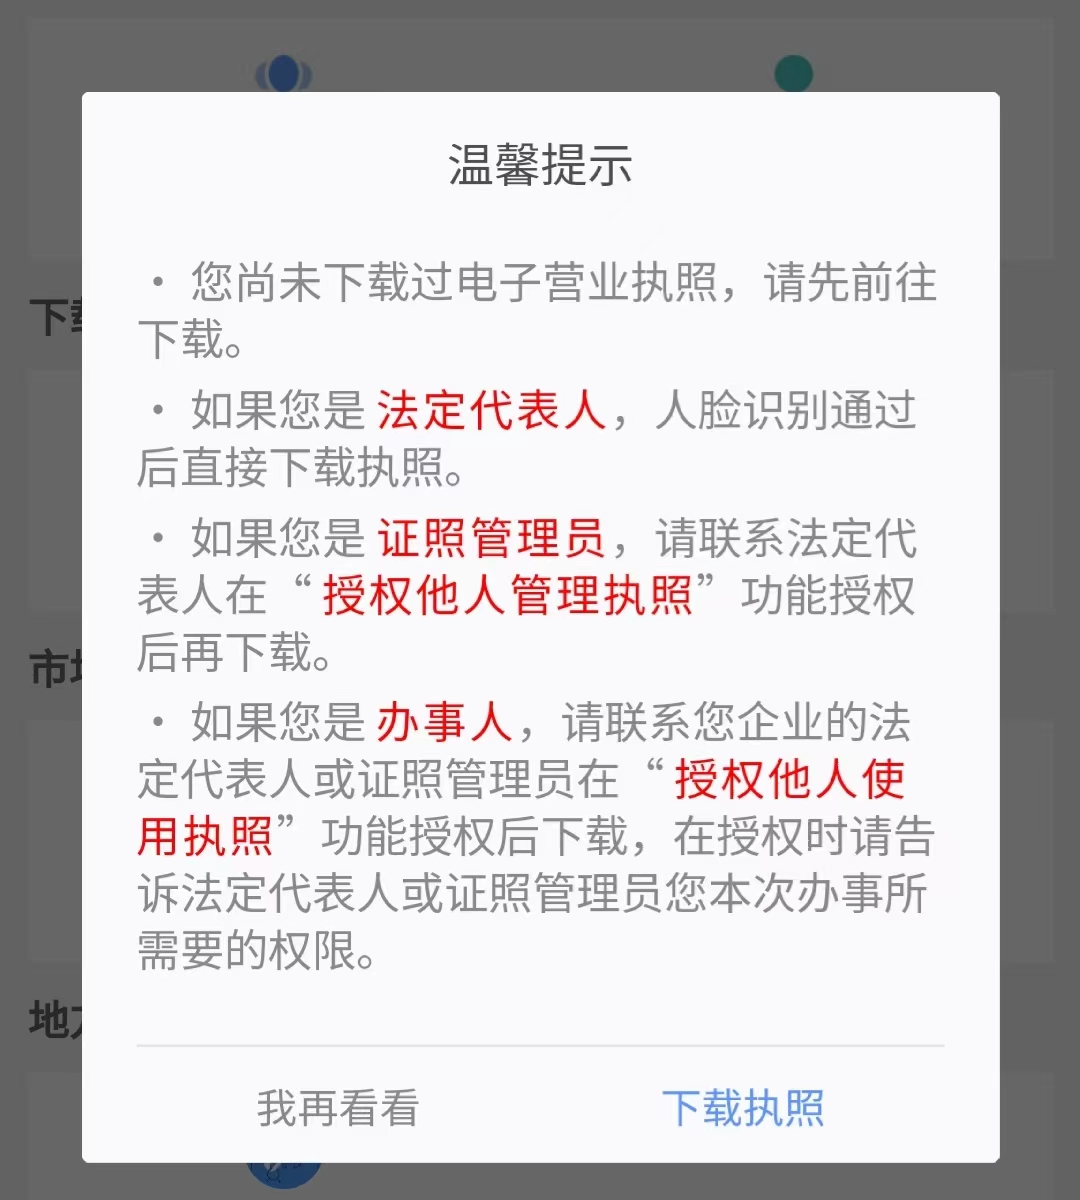 温馨提示
· 您尚未下载过电子营业执照，请先前往
下载。
· 如果您是 法定代表人，人脸识别通过
后直接下载执照。
· 如果您是 证照管理员，请联系法定代
表人在“授权他人管理执照”功能授权
后再下载。
· 如果您是 办事人，请联系您企业的法
定代表人或证照管理员在“授权他人使
用执照”功能授权后下载，在授权时请告
诉法定代表人或证照管理员您本次办事所
需要的权限。
下载
市
地
我再看看
下载执照